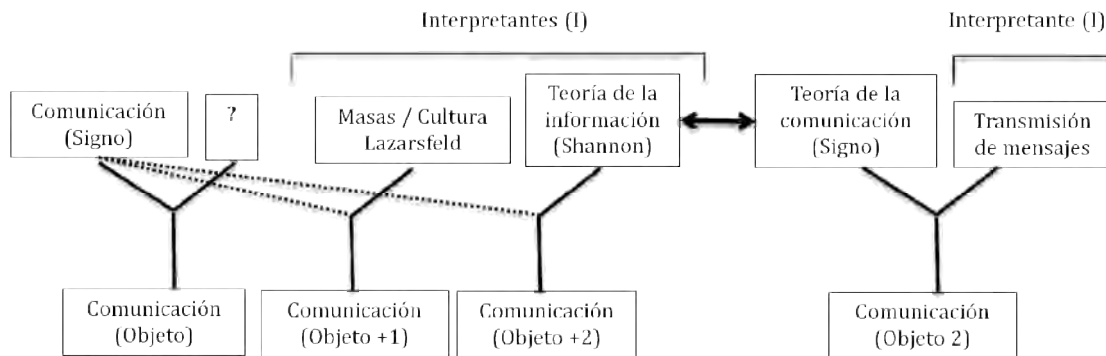 Interpretantes (I)
Interpretante (I)
Comunicación
(Signo)
?
Masas / Cultura
Lazarsfeld
Teoría de la
información
(Shannon)
Teoría de la
comunicación
(Signo)
Transmisión
de mensajes
Comunicación
(Objeto)
Comunicación
(Objeto +1)
Comunicación
(Objeto +2)
Comunicación
(Objeto 2)